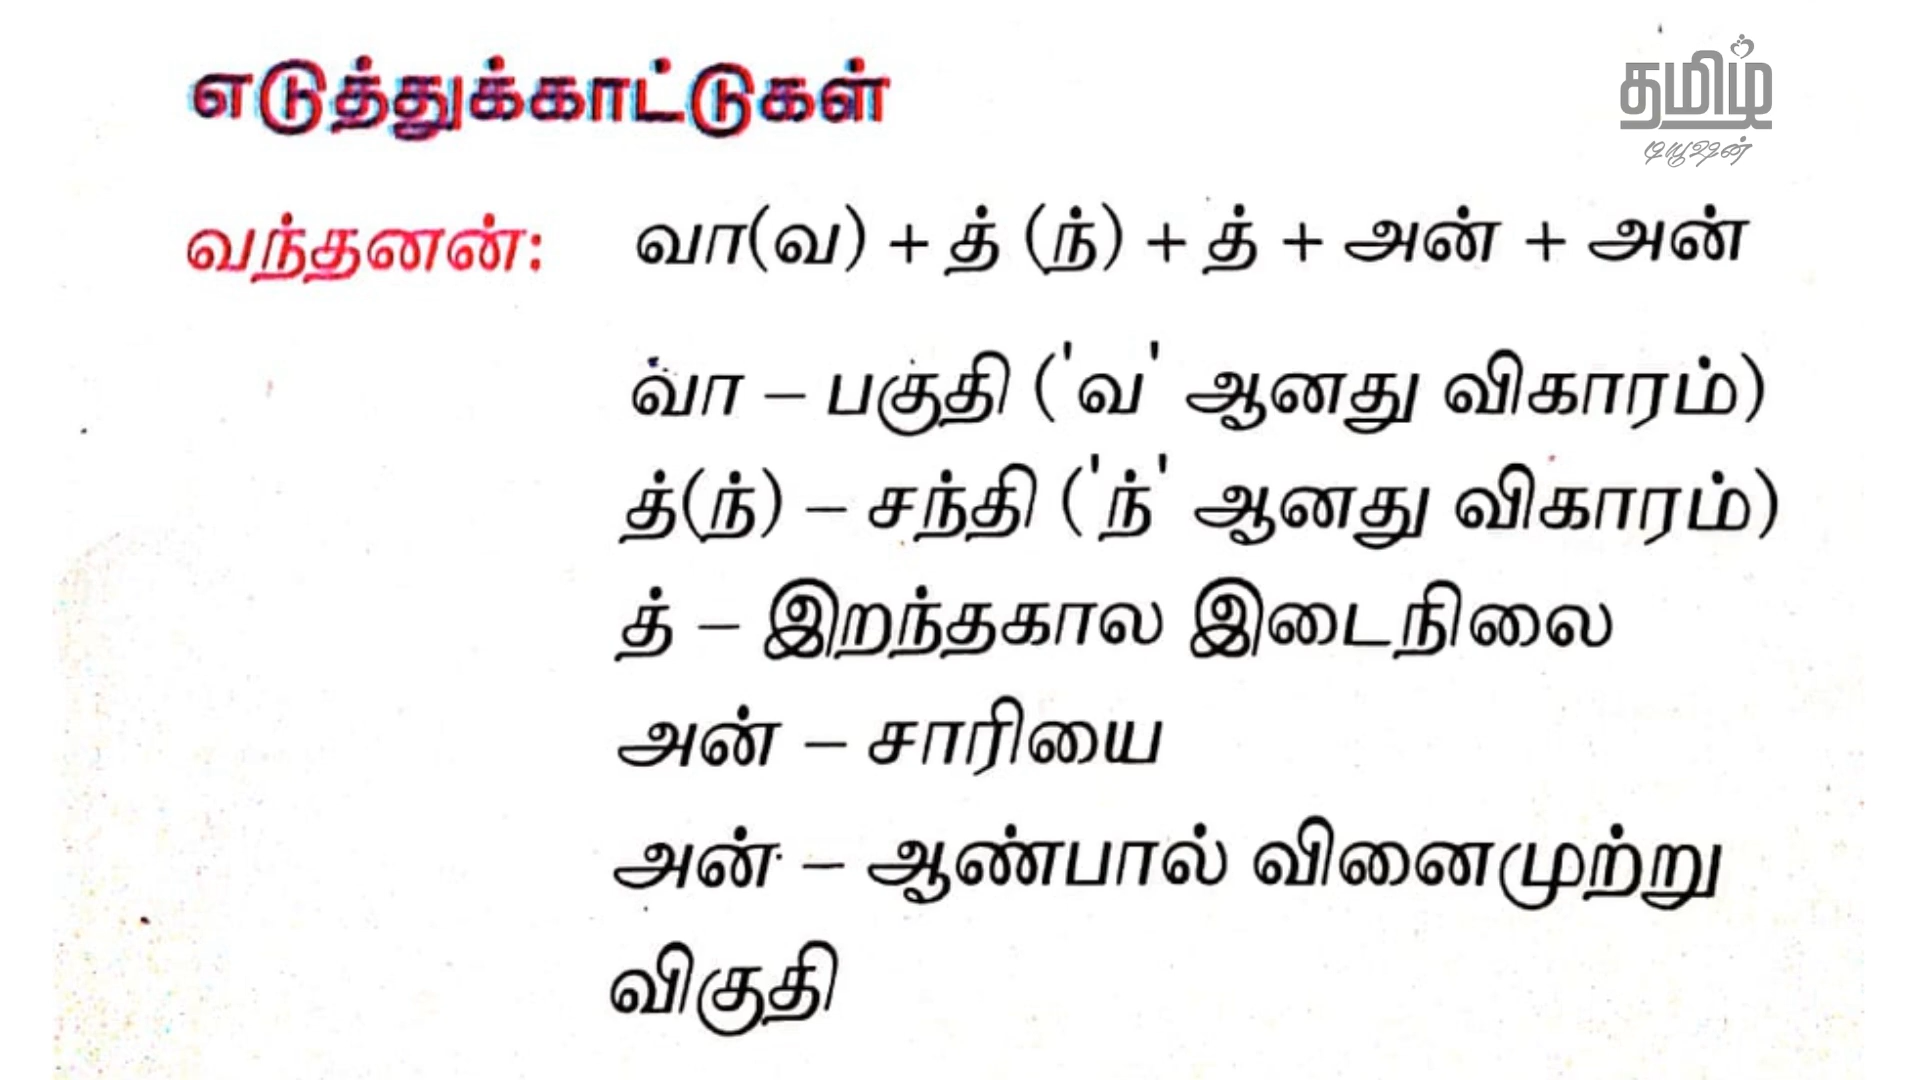 எடுத்துக்காட்டுகள்
தமிழ்
டியூஷன்
வந்தனன்: வா(வ) + த் (ந்) + த் + அன் + அன்
வா – பகுதி ('வ' ஆனது விகாரம்)
த்(ந்) – சந்தி ('ந்' ஆனது விகாரம்)
த் – இறந்தகால இடைநிலை
அன் – சாரியை
அன் – ஆண்பால் வினைமுற்று
விகுதி